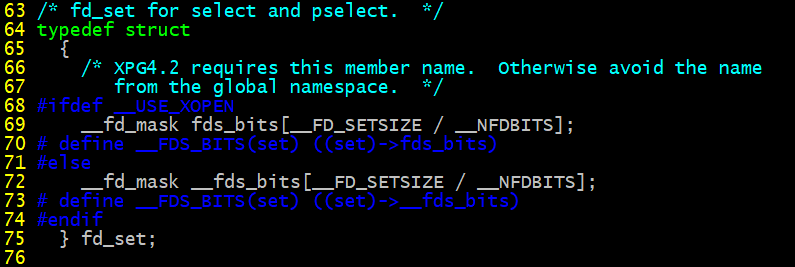 63 /* fd_set for select and pselect.  */
64 typedef struct
65   {
66     /* XPG4.2 requires this member name.  Otherwise avoid the name
67        from the global namespace.  */
68 #ifdef __USE_XOPEN
69     __fd_mask fds_bits[__FD_SETSIZE / __NFDBITS];
70 # define __FDS_BITS(set) ((set)->fds_bits)
71 #else
72     __fd_mask __fds_bits[__FD_SETSIZE / __NFDBITS];
73 # define __FDS_BITS(set) ((set)->__fds_bits)
74 #endif
75   } fd_set;
76